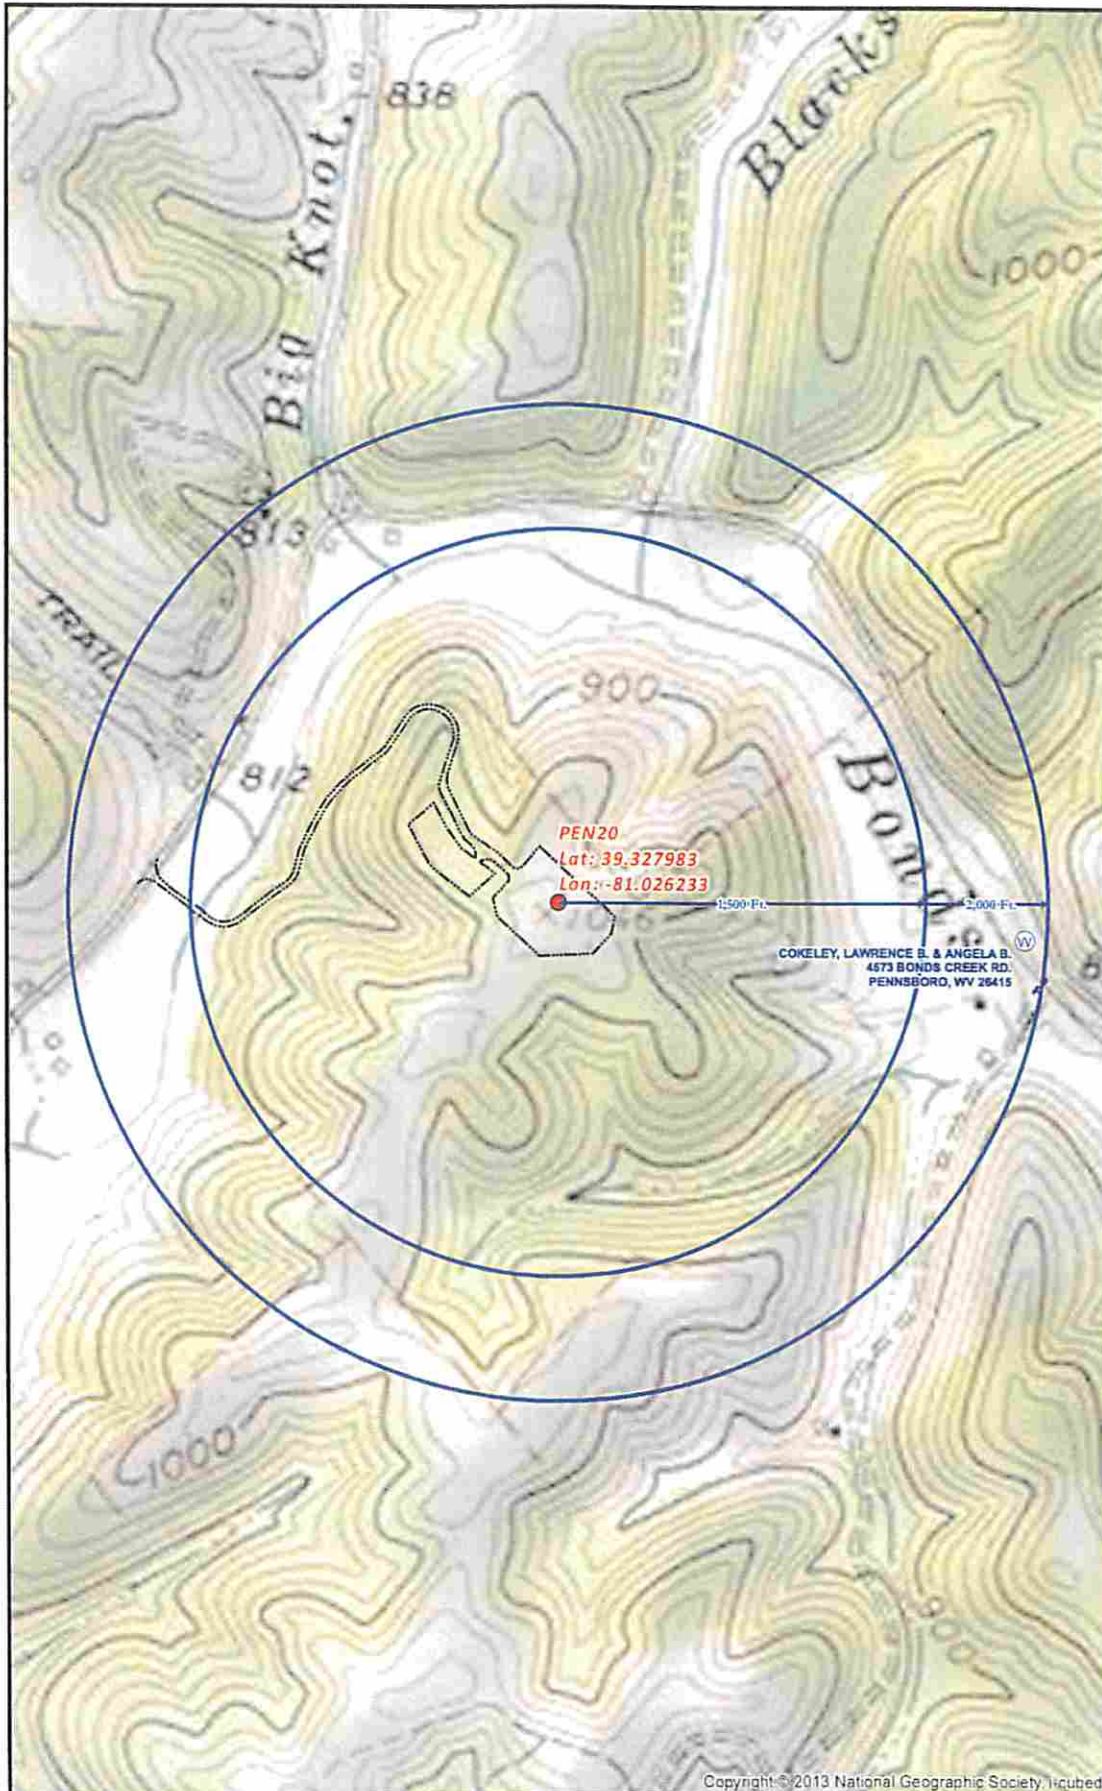 838
Big Knot.
Blacks
1000
813
TRAIL
900
812
Bond's
PEN20
Lat: 39.327983
Lon: -81.026233
1,500 Ft.
2,000 Ft.
W
COKELEY, LAWRENCE B. & ANGELA B.
4573 BONDS CREEK RD.
PENNSBORO, WV 26415
1000
900
Copyright © 2013 National Geographic Society, i-cubed